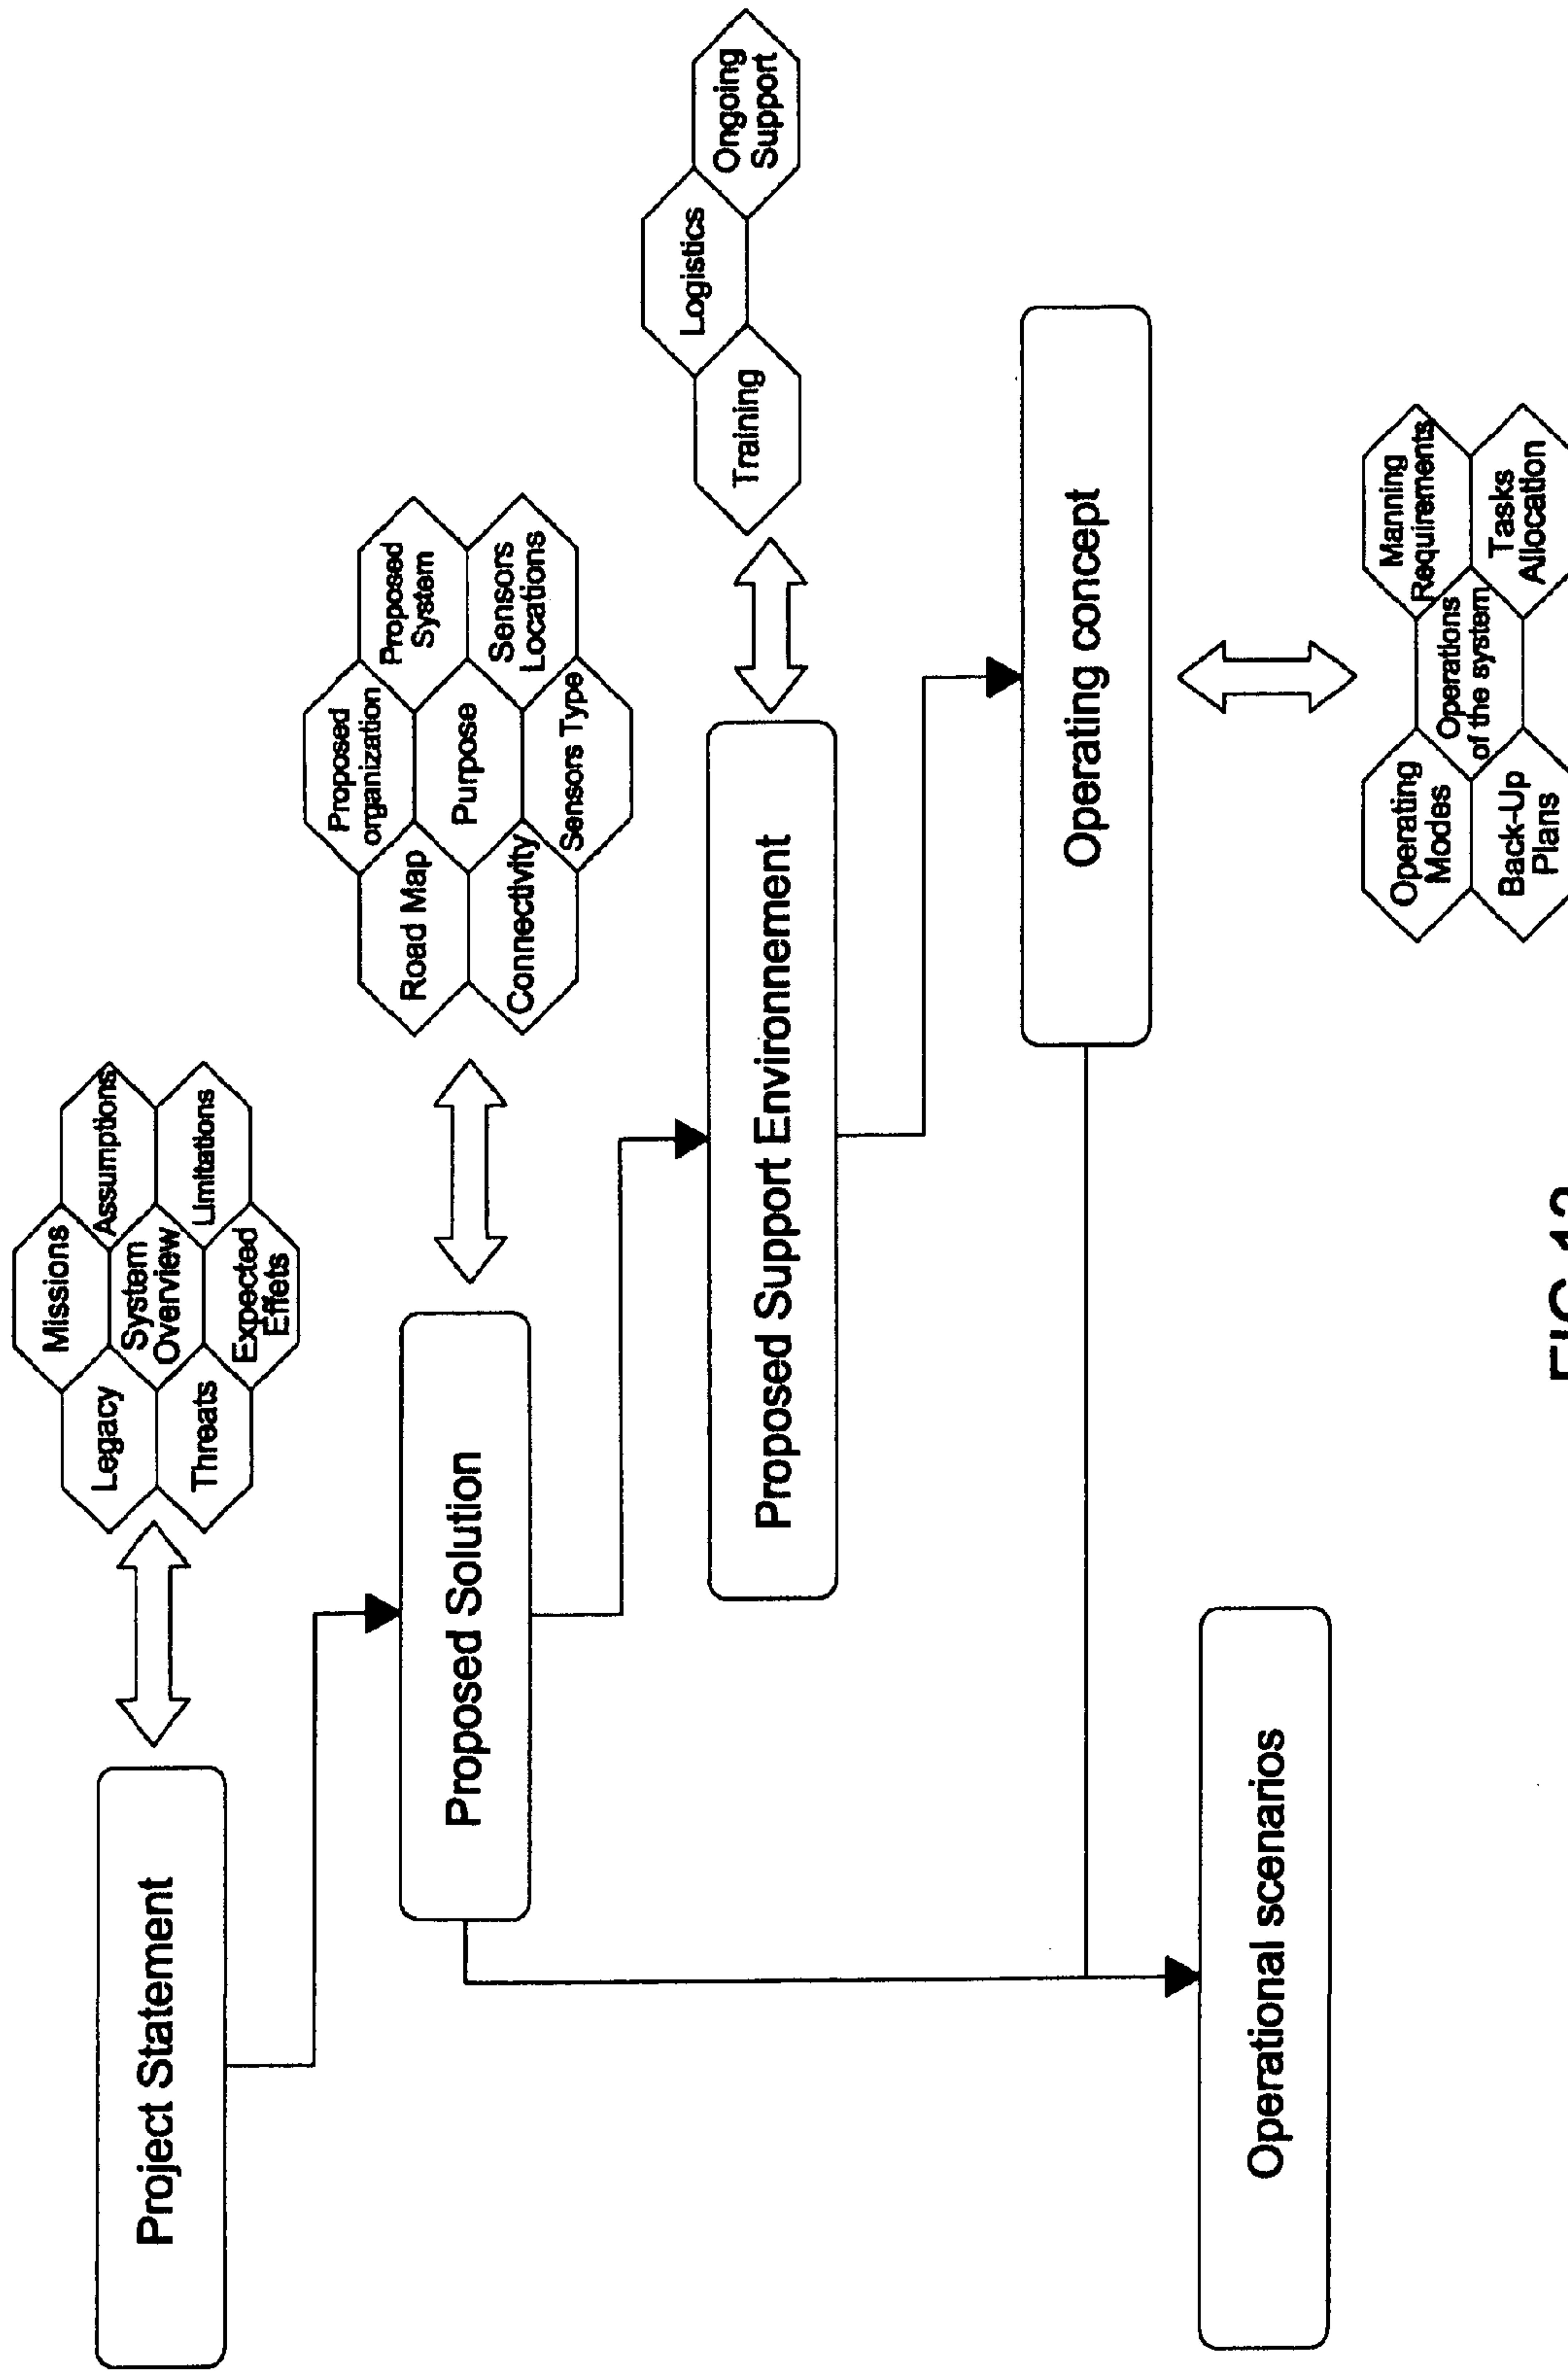 Project Statement
Legacy
Missions
Assumptions
Threats
System
Overview
Limitations
Expected
Effets
Proposed Solution
Road Map
Proposed
organization
Proposed
System
Connectivity
Purpose
Sensors
Locations
Sensors Type
Proposed Support Environnement
Training
Logistics
Ongoing
Support
Operating concept
Operating
Modes
Manning
Requirements
Operations
of the system
Back-Up
Plans
Tasks
Allocation
Operational scenarios